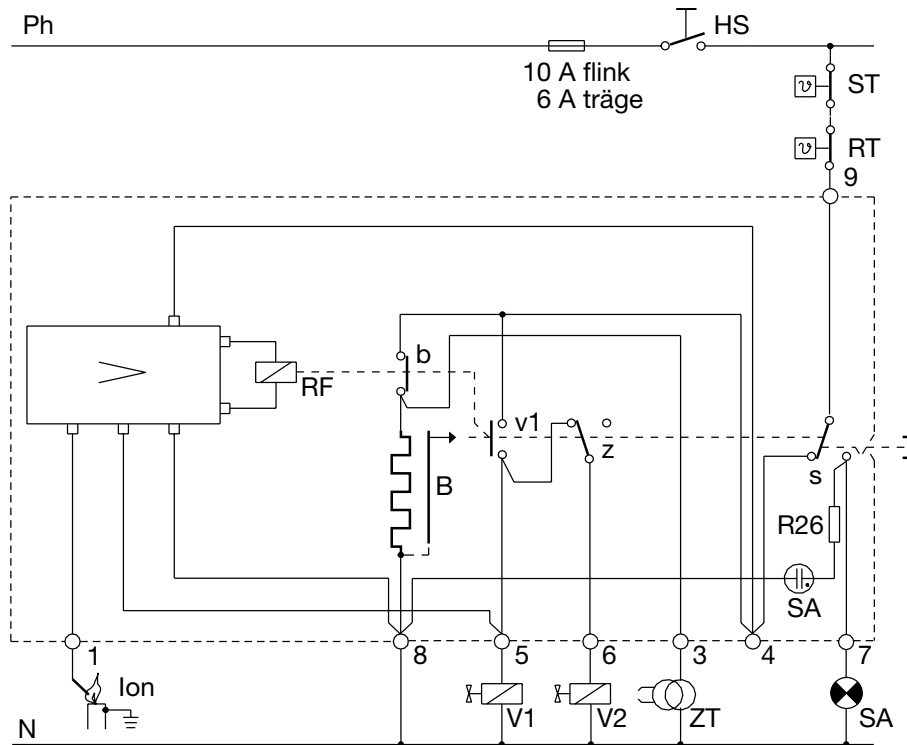 Ph
HS
10 A flink
6 A träge
ϑ ST
ϑ RT
9
b
RF
v1
z
s
B
R26
SA
1
8
5
6
3
4
7
Ion
V1
V2
ZT
SA
N